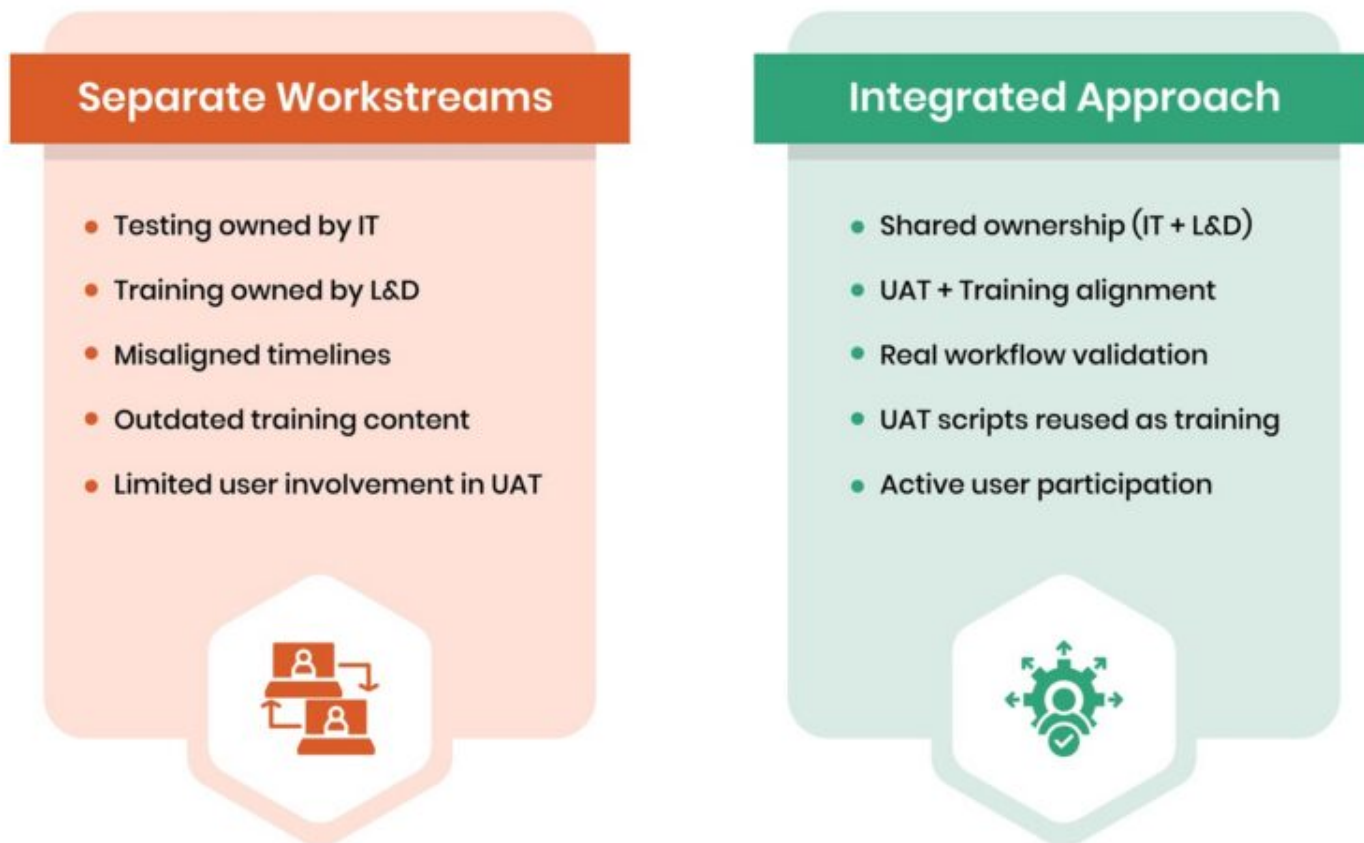 Separate Workstreams
Testing owned by IT
Training owned by L&D
Misaligned timelines
Outdated training content
Limited user involvement in UAT
Integrated Approach
Shared ownership (IT + L&D)
UAT + Training alignment
Real workflow validation
UAT scripts reused as training
Active user participation